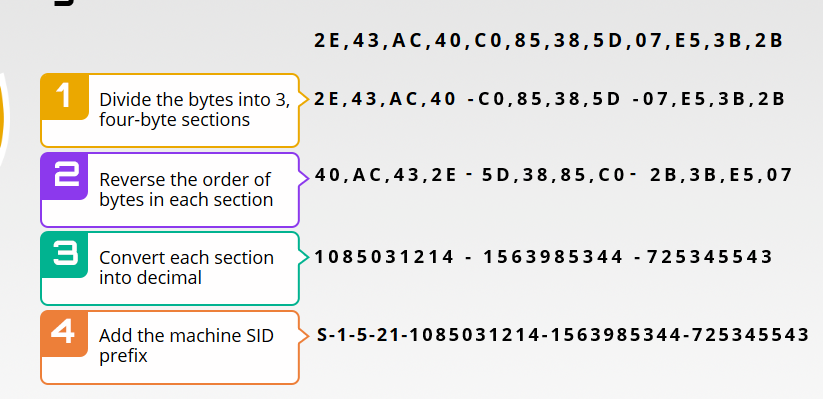 2E,43,AC,40,C0,85,38,5D,07,E5,3B,2B
1
Divide the bytes into 3,
four-byte sections
2E,43,AC,40 -C0,85,38,5D -07,E5,3B,2B
2
Reverse the order of
bytes in each section
40,AC,43,2E - 5D,38,85,C0- 2B,3B,E5,07
3
Convert each section
into decimal
1085031214 - 1563985344 -725345543
4
Add the machine SID
prefix
S-1-5-21-1085031214-1563985344-725345543